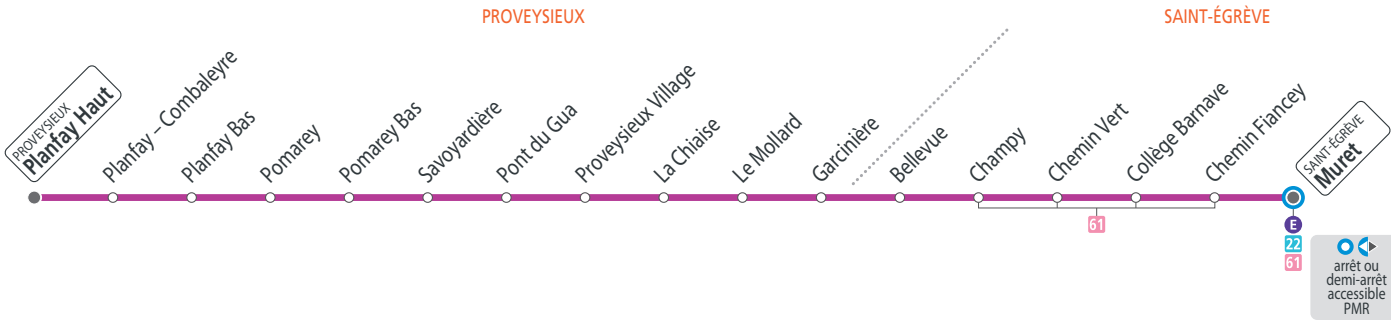 PROVEYSIEUX
SAINT-ÉGRÈVE
PROVEYSIEUX
Planfay Haut
Planfay – Combaleyre
Planfay Bas
Pomarey
Pomarey Bas
Savoyardière
Pont du Gua
Proveysieux Village
La Chiaise
Le Mollard
Garcinière
Bellevue
Champy
Chemin Vert
Collège Barnave
Chemin Fiancey
SAINT-ÉGRÈVE
Muret
61
E
22
61
arrêt ou
demi-arrêt
accessible
PMR